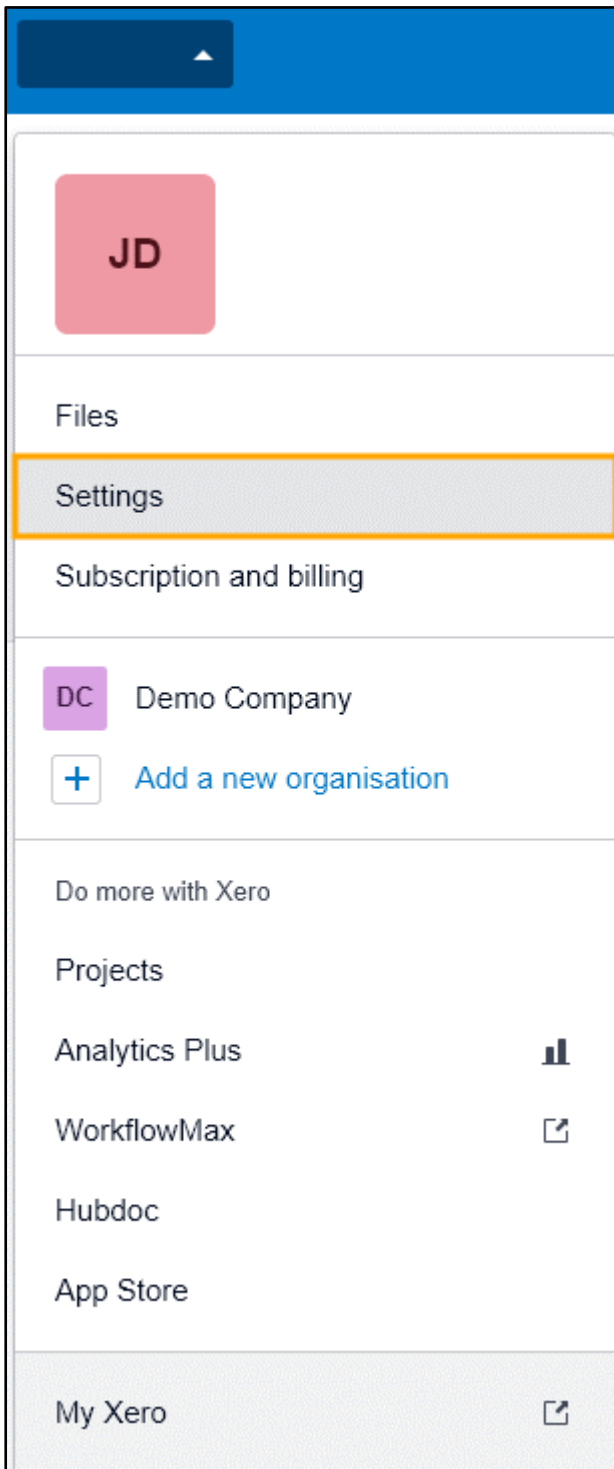 JD
Files
Settings
Subscription and billing
DC Demo Company
Add a new organisation
Do more with Xero
Projects
Analytics Plus
WorkflowMax
Hubdoc
App Store
My Xero